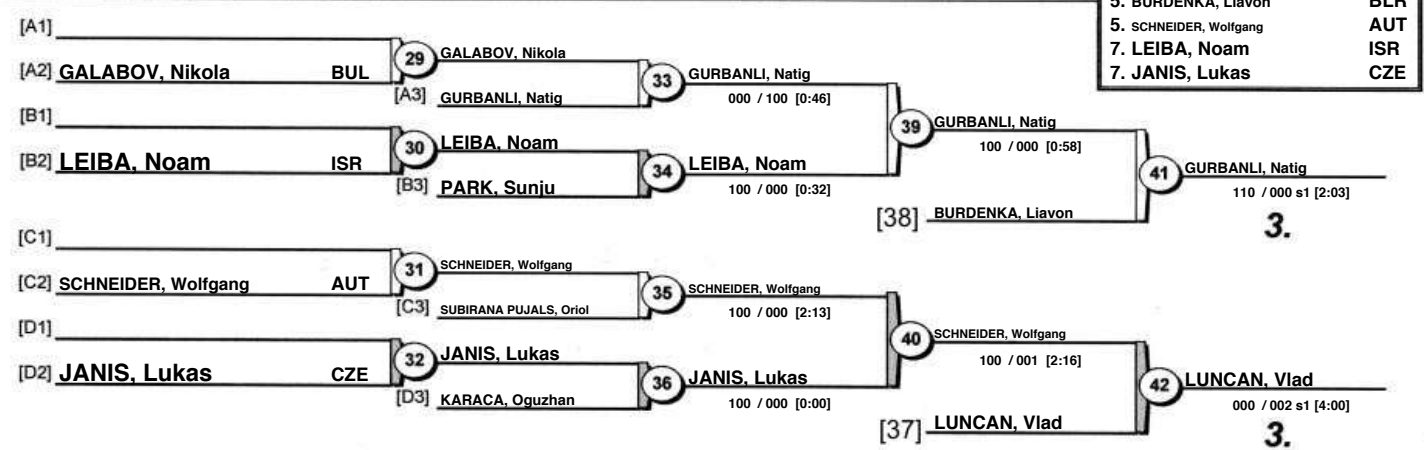 5. BURDENKA, Liavon BLR
5. SCHNEIDER, Wolfgang AUT
7. LEIBA, Noam ISR
7. JANIS, Lukas CZE
[A1]
[A2] GALABOV, Nikola BUL
29
GALABOV, Nikola
[A3] GURBANLI, Natig
33
GURBANLI, Natig
000 / 100 [0:46]
[B1]
[B2] LEIBA, Noam ISR
30
LEIBA, Noam
[B3] PARK, Sunju
34
LEIBA, Noam
100 / 000 [0:32]
39
GURBANLI, Natig
100 / 000 [0:58]
[38] BURDENKA, Liavon
41
GURBANLI, Natig
110 / 000 s1 [2:03]
3.
[C1]
[C2] SCHNEIDER, Wolfgang AUT
31
SCHNEIDER, Wolfgang
[C3] SUBIRANA PUJALS, Oriol
35
SCHNEIDER, Wolfgang
100 / 000 [2:13]
[D1]
[D2] JANIS, Lukas CZE
32
JANIS, Lukas
[D3] KARACA, Oguzhan
36
JANIS, Lukas
100 / 000 [0:00]
40
SCHNEIDER, Wolfgang
100 / 001 [2:16]
[37] LUNCAN, Vlad
42
LUNCAN, Vlad
000 / 002 s1 [4:00]
3.